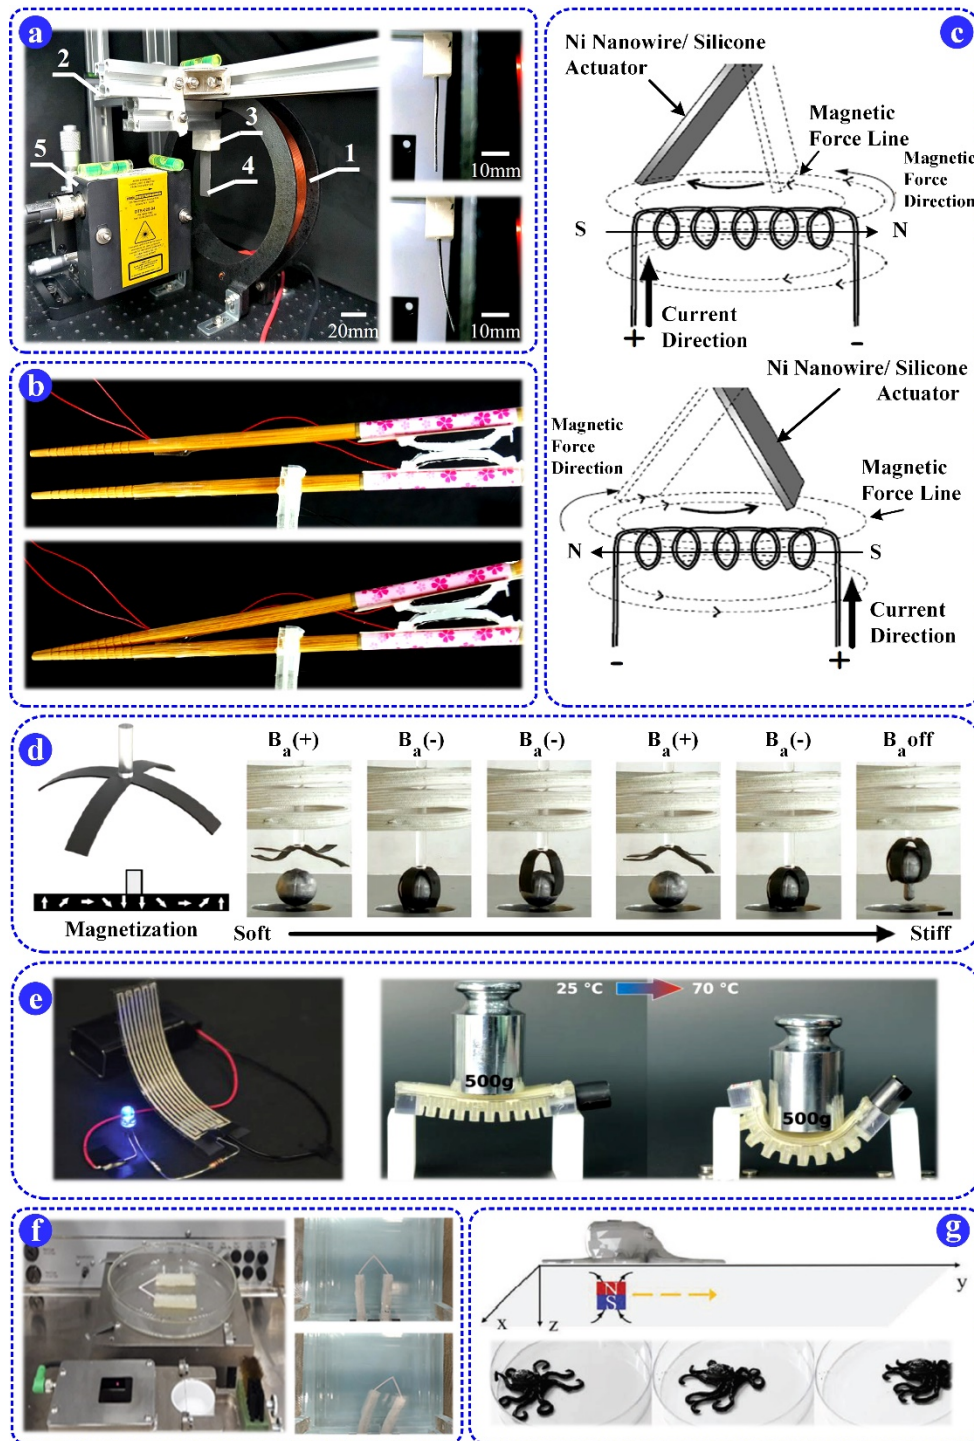 a
2
3
5
4
1
20mm
10mm
10mm
b
c
Ni Nanowire/ Silicone
Actuator
Magnetic
Force Line
Magnetic
Force
Direction
S
N
Current
Direction
+
-
Ni Nanowire/ Silicone
Actuator
Magnetic
Force
Direction
Magnetic
Force Line
N
S
Current
Direction
-
+
d
Ba(+)
Ba(-)
Ba(-)
Ba(+)
Ba(-)
Ba off
Magnetization
Soft
Stiff
e
25 °C
70 °C
500g
500g
f
g
N
S
x
z
y